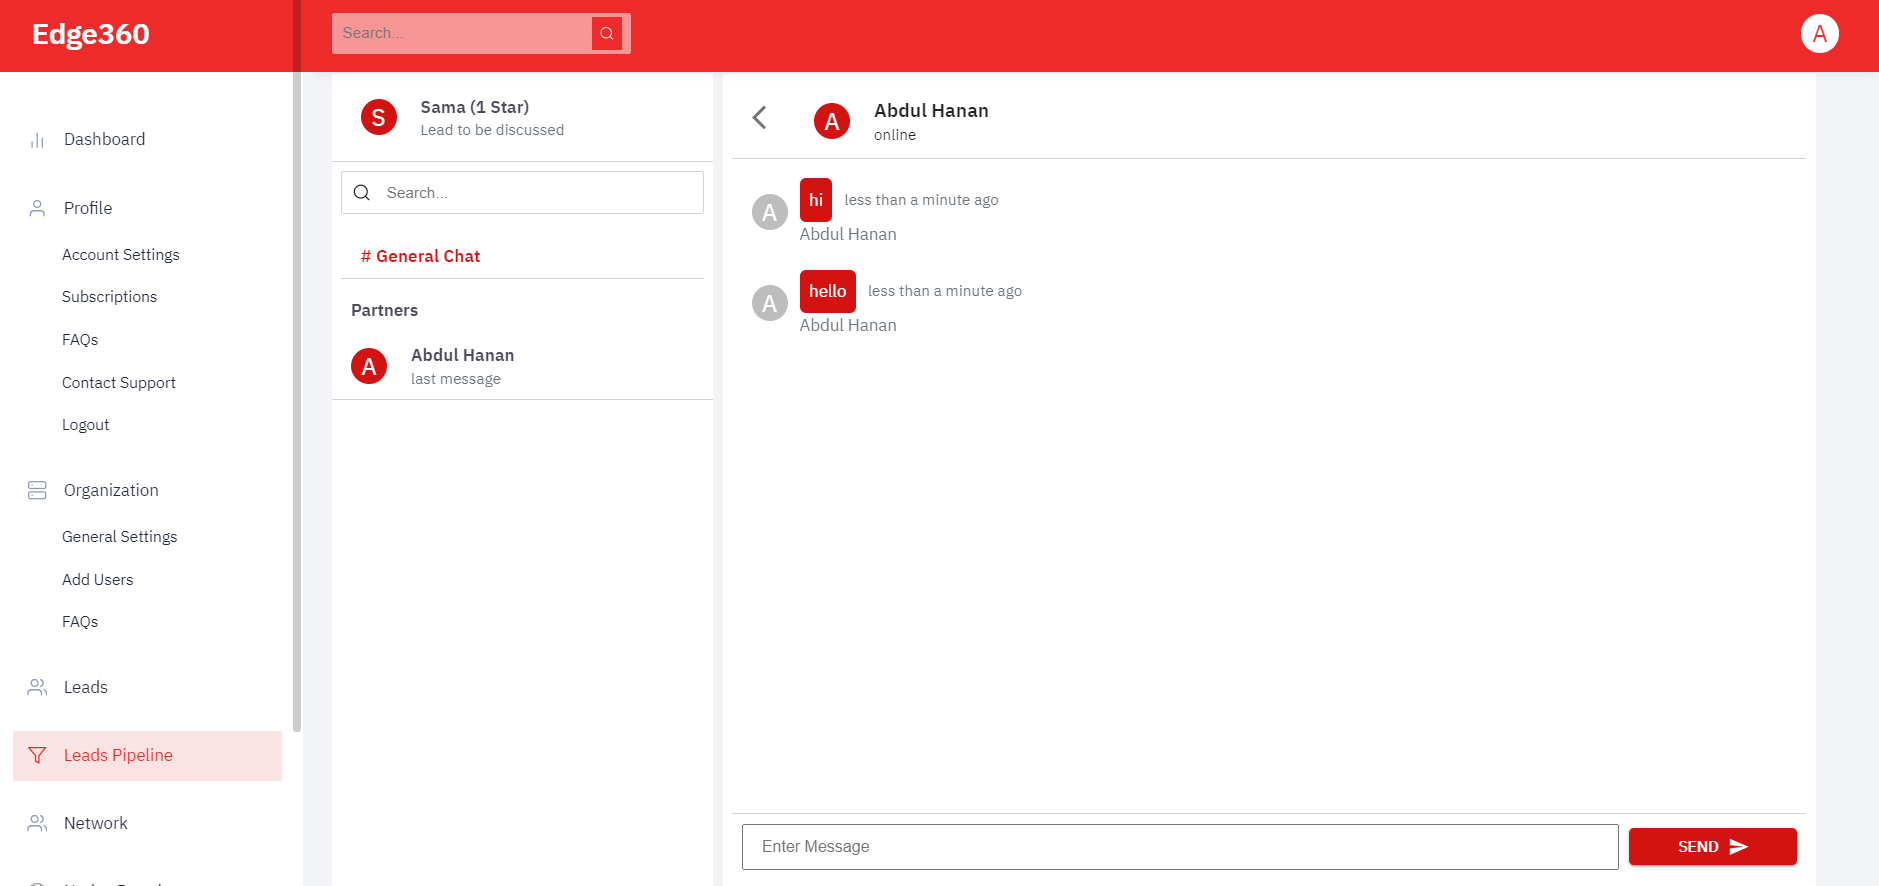 Edge360
Search...
A
Dashboard
Profile
Account Settings
Subscriptions
FAQs
Contact Support
Logout
Organization
General Settings
Add Users
FAQs
Leads
Leads Pipeline
Network
S
Sama (1 Star)
Lead to be discussed
Search...
# General Chat
Partners
A
Abdul Hanan
last message
A
Abdul Hanan
online
A
hi
less than a minute ago
Abdul Hanan
A
hello
less than a minute ago
Abdul Hanan
Enter Message
SEND